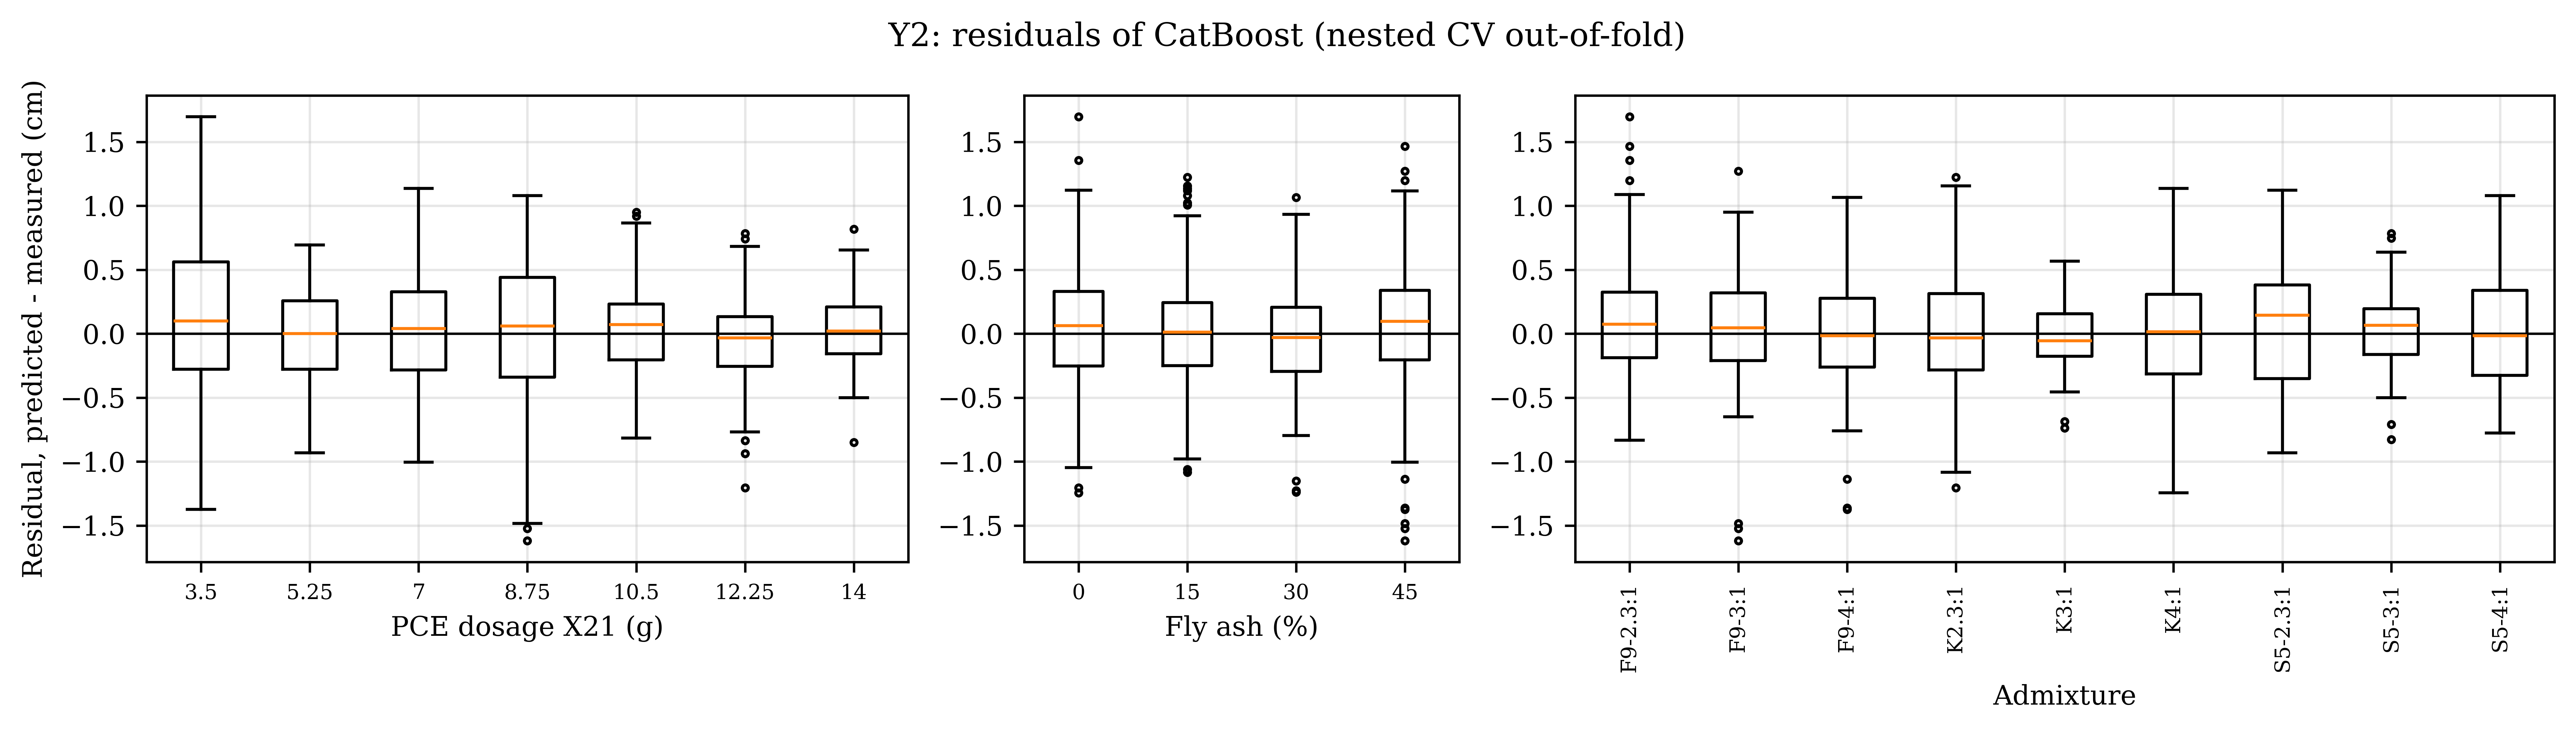 Y2: residuals of CatBoost (nested CV out-of-fold)
Residual, predicted - measured (cm)
1.5
1.0
0.5
0.0
−0.5
−1.0
−1.5
3.5 5.25 7 8.75 10.5 12.25 14
PCE dosage X21 (g)
1.5
1.0
0.5
0.0
−0.5
−1.0
−1.5
0 15 30 45
Fly ash (%)
1.5
1.0
0.5
0.0
−0.5
−1.0
−1.5
F9-2.3:1
F9-3:1
F9-4:1
K2.3:1
K3:1
K4:1
S5-2.3:1
S5-3:1
S5-4:1
Admixture